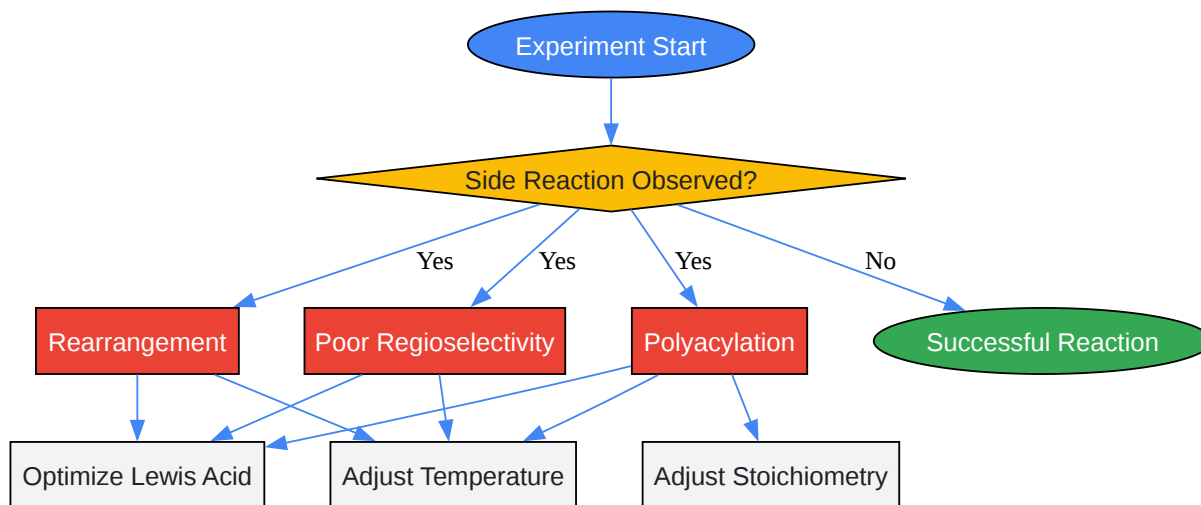 Experiment Start
Side Reaction Observed?
Yes
Yes
Yes
No
Rearrangement
Poor Regioselectivity
Polyacylation
Successful Reaction
Optimize Lewis Acid
Adjust Temperature
Adjust Stoichiometry